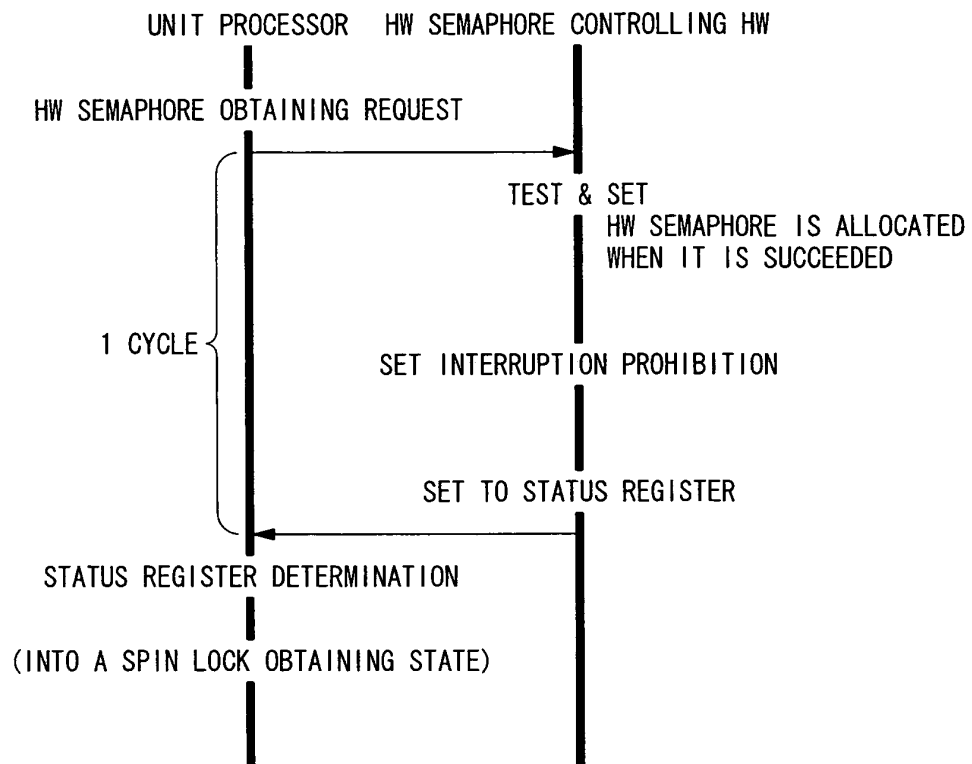 UNIT PROCESSOR HW SEMAPHORE CONTROLLING HW
HW SEMAPHORE OBTAINING REQUEST
TEST & SET
HW SEMAPHORE IS ALLOCATED
WHEN IT IS SUCCEEDED
1 CYCLE
SET INTERRUPTION PROHIBITION
SET TO STATUS REGISTER
STATUS REGISTER DETERMINATION
(INTO A SPIN LOCK OBTAINING STATE)